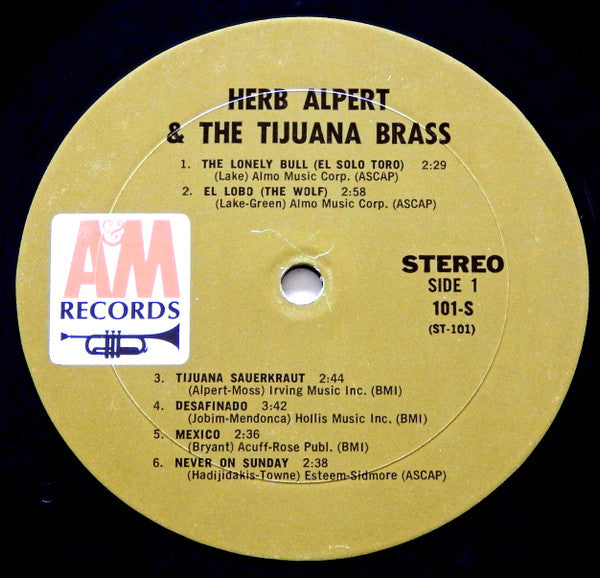 HERB ALPERT
& THE TIJUANA BRASS
1. THE LONELY BULL (EL SOLO TORO) 2:29
(Lake) Almo Music Corp. (ASCAP)
2. EL LOBO (THE WOLF) 2:58
(Lake-Green) Almo Music Corp. (ASCAP)
A&M
RECORDS
STEREO
SIDE 1
101-S
(ST-101)
3. TIJUANA SAUERKRAUT 2:44
(Alpert-Moss) Irving Music Inc. (BMI)
4. DESAFINADO 3:42
(Jobim-Mendonca) Hollis Music Inc. (BMI)
5. MEXICO 2:36
(Bryant) Acuff-Rose Publ. (BMI)
6. NEVER ON SUNDAY 2:38
(Hadijidakis-Towne) Esteem-Sidmore (ASCAP)